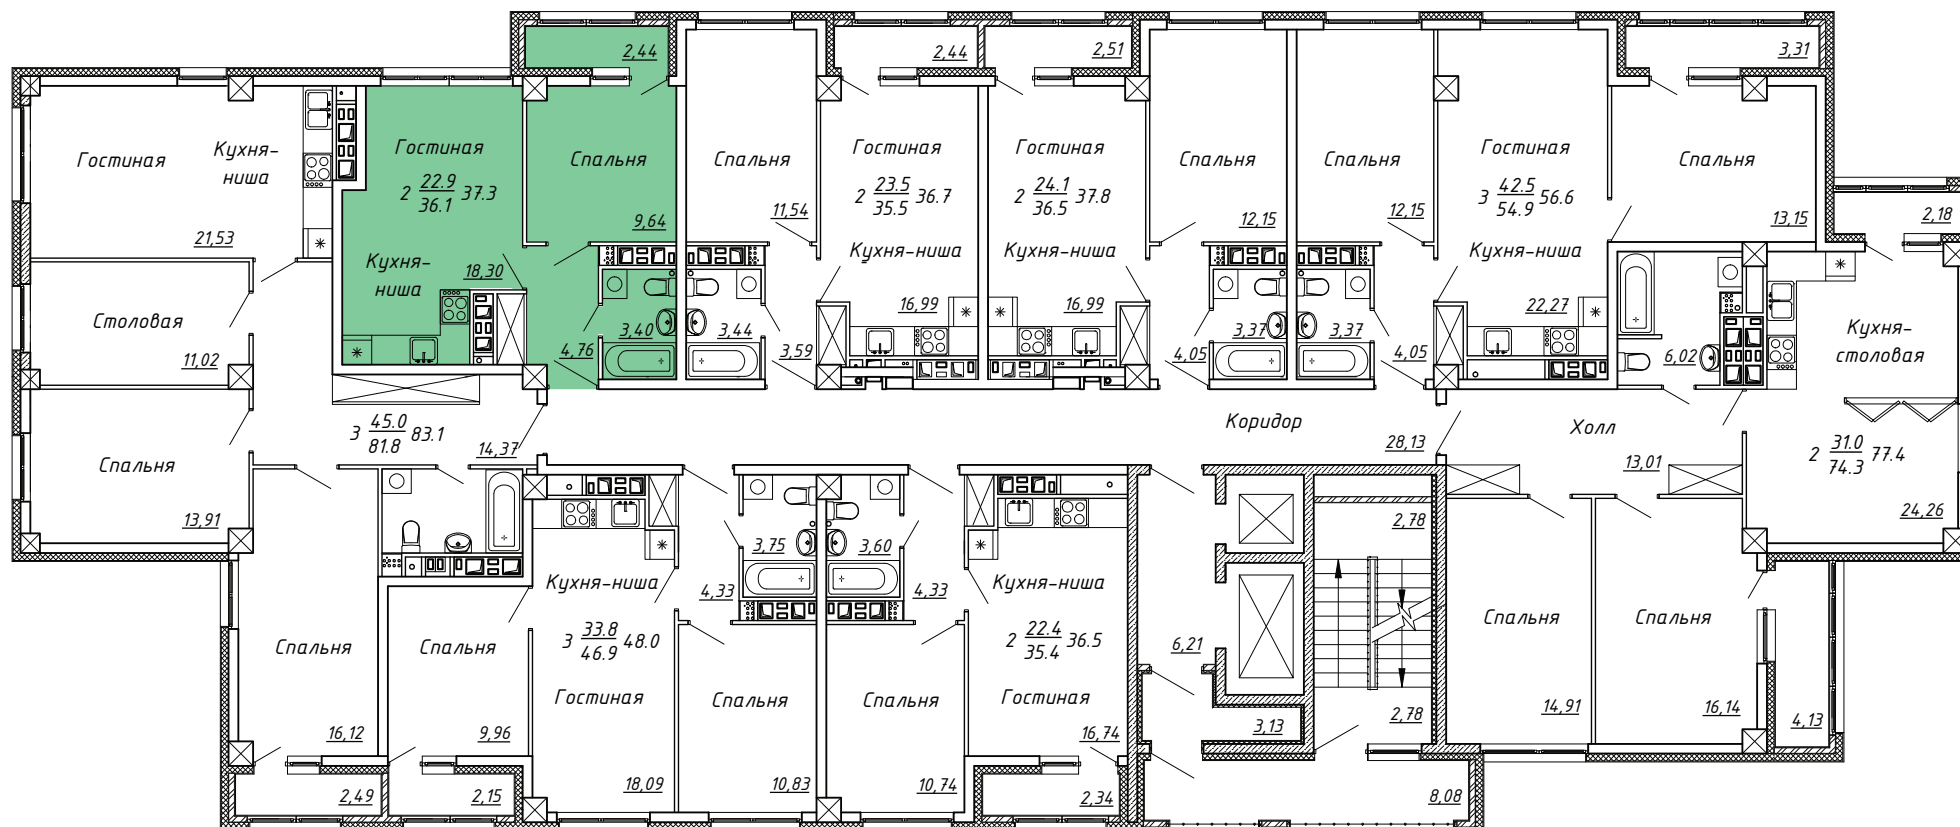 2,44
2,44
2,51
3,31
Гостиная
Кухня-
ниша
21,53
Гостиная
2 22.9 37.3
36.1
Кухня-
ниша
18,30
Спальня
9,64
Спальня
11,54
Гостиная
2 23.5 36.7
35.5
Кухня-ниша
16,99
Гостиная
2 24.1 37.8
36.5
Кухня-ниша
16,99
Спальня
12,15
Спальня
12,15
Гостиная
3 42.5 56.6
54.9
Кухня-ниша
22,27
Спальня
13,15
2,18
Столовая
11,02
4,76
3,40
3,44
3,59
3,37
4,05
3,37
4,05
6,02
Кухня-
столовая
Спальня
13,91
3 45.0 83.1
81.8
14,37
Коридор
28,13
Холл
13,01
2 31.0 77.4
74.3
24,26
Спальня
16,12
Спальня
9,96
Кухня-ниша
3 33.8 48.0
46.9
Гостиная
18,09
3,75
4,33
Спальня
10,83
3,60
4,33
Спальня
10,74
Кухня-ниша
2 22.4 36.5
35.4
Гостиная
16,74
6,21
3,13
2,78
2,78
Спальня
14,91
Спальня
16,14
4,13
2,49
2,15
2,34
8,08